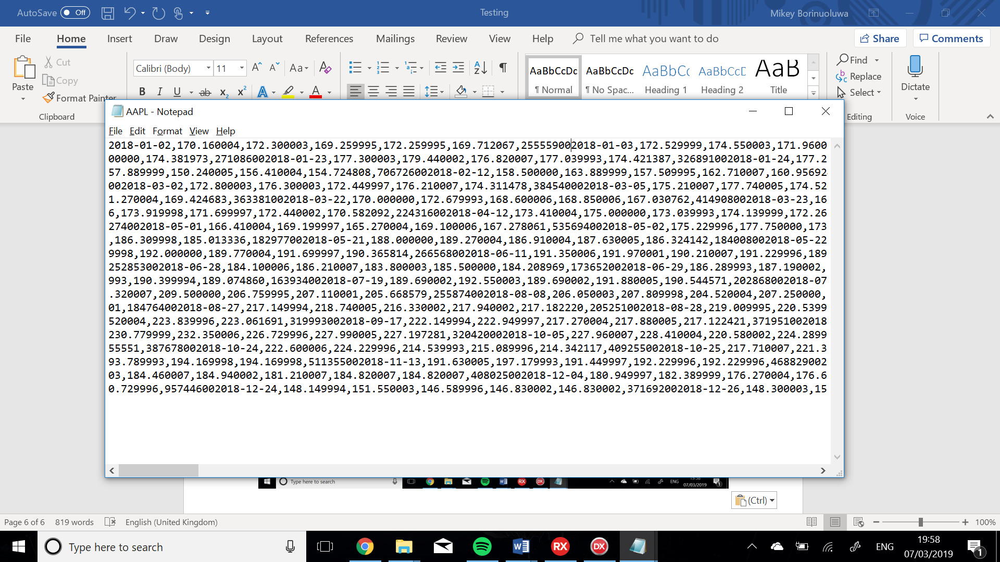 AutoSave Off Testing Mikey Borinuoluwa
File Home Insert Draw Design Layout References Mailings Review View Help Tell me what you want to do Share Comments
Paste
Cut
Copy
Format Painter
Clipboard
Calibri (Body) 11
AaBbCcDc AaBbCcDc AaBbCc AaBbCcD AaB
¶ Normal ¶ No Spac... Heading 1 Heading 2 Title
Find
Replace
Select
Editing
Dictate
Voice
AAPL - Notepad
File Edit Format View Help
2018-01-02,170.160004,172.300003,169.259995,172.259995,169.712067,255559002018-01-03,172.529999,174.550003,171.9600
00000,174.381973,271086002018-01-23,177.300003,179.440002,176.820007,177.039993,174.421387,326891002018-01-24,177.2
57.889999,150.240005,156.410004,154.724808,706726002018-02-12,158.500000,163.889999,157.509995,162.710007,160.95692
002018-03-02,172.800003,176.300003,172.449997,176.210007,174.311478,384540002018-03-05,175.210007,177.740005,174.52
1.270004,169.424683,363381002018-03-22,170.000000,172.679993,168.600006,168.850006,167.030762,414908002018-03-23,16
6,173.919998,171.699997,172.440002,170.582092,224316002018-04-12,173.410004,175.000000,173.039993,174.139999,172.26
274002018-05-01,166.410004,169.199997,165.270004,169.100006,167.278061,535694002018-05-02,175.229996,177.750000,173
,186.309998,185.013336,182977002018-05-21,188.000000,189.270004,186.910004,187.630005,186.324142,184008002018-05-22
9998,192.000000,189.770004,191.699997,190.365814,266568002018-06-11,191.350006,191.970001,190.210007,191.229996,189
252853002018-06-28,184.100006,186.210007,183.800003,185.500000,184.208969,173652002018-06-29,186.289993,187.190002,
993,190.399994,189.074860,163934002018-07-19,189.690002,192.550003,189.690002,191.880005,190.544571,202868002018-07
.320007,209.500000,206.759995,207.110001,205.668579,255874002018-08-08,206.050003,207.809998,204.520004,207.250000,
01,184764002018-08-27,217.149994,218.740005,216.330002,217.940002,217.182220,205251002018-08-28,219.009995,220.5399
520004,223.839996,223.061691,319993002018-09-17,222.149994,222.949997,217.270004,217.880005,217.122421,371951002018
230.779999,232.350006,226.729996,227.990005,227.197281,320420002018-10-05,227.960007,228.410004,220.580002,224.2899
55551,387678002018-10-24,222.600006,224.229996,214.539993,215.089996,214.342117,409255002018-10-25,217.710007,221.3
93.789993,194.169998,194.169998,511355002018-11-13,191.630005,197.179993,191.449997,192.229996,192.229996,468829002
03,184.460007,184.940002,181.210007,184.820007,184.820007,408025002018-12-04,180.949997,182.389999,176.270004,176.6
0.729996,957446002018-12-24,148.149994,151.550003,146.589996,146.830002,146.830002,371692002018-12-26,148.300003,15
Type here to search ENG 19:58
07/03/2019
(Ctrl)
Page 6 of 6 819 words English (United Kingdom) 100%
Type here to search ENG 19:58
07/03/2019 1